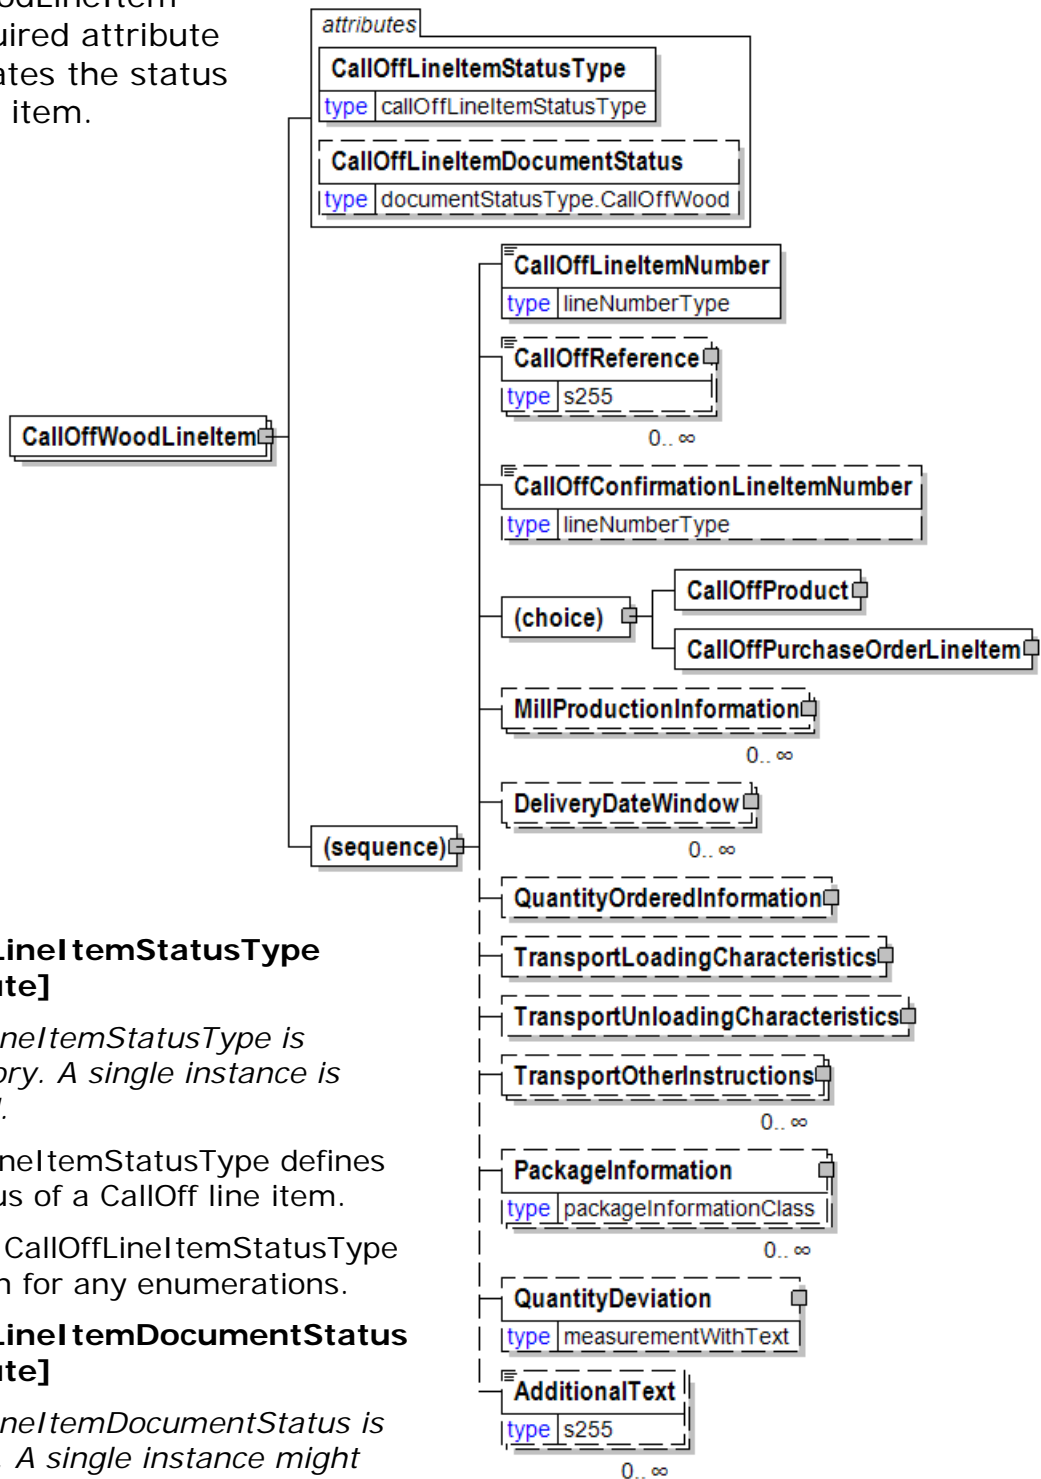 item.
attributes
CallOffLineItemStatusType
type callOffLineItemStatusType
CallOffLineItemDocumentStatus
type documentStatusType.CallOffWood
CallOffLineItemNumber
type lineNumberType
CallOffReference
type s255
0.. ∞
CallOffWoodLineItem
CallOffConfirmationLineItemNumber
type lineNumberType
(choice)
CallOffProduct
CallOffPurchaseOrderLineItem
MillProductionInformation
0.. ∞
DeliveryDateWindow
0.. ∞
(sequence)
QuantityOrderedInformation
TransportLoadingCharacteristics
TransportUnloadingCharacteristics
TransportOtherInstructions
0.. ∞
PackageInformation
type packageInformationClass
0.. ∞
QuantityDeviation
type measurementWithText
AdditionalText
type s255
0.. ∞
odLineItem
uired attribute
ates the status
LineItemStatusType
ute]
neItemStatusType is
ory. A single instance is
l.
neItemStatusType defines
us of a CallOff line item.
CallOffLineItemStatusType
n for any enumerations.
LineItemDocumentStatus
ute]
neItemDocumentStatus is
. A single instance might